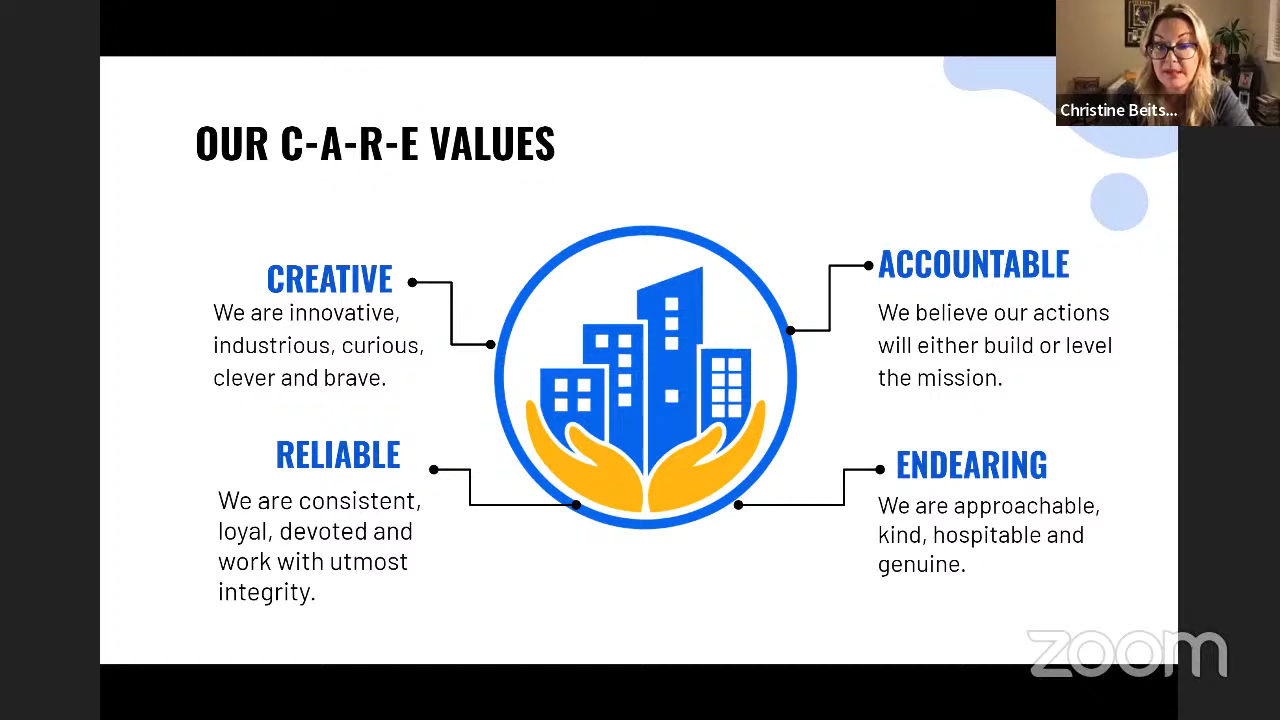 Christine Beits...
OUR C-A-R-E VALUES
CREATIVE
We are innovative,
industrious, curious,
clever and brave.
ACCOUNTABLE
We believe our actions
will either build or level
the mission.
RELIABLE
We are consistent,
loyal, devoted and
work with utmost
integrity.
ENDEARING
We are approachable,
kind, hospitable and
genuine.
zoom